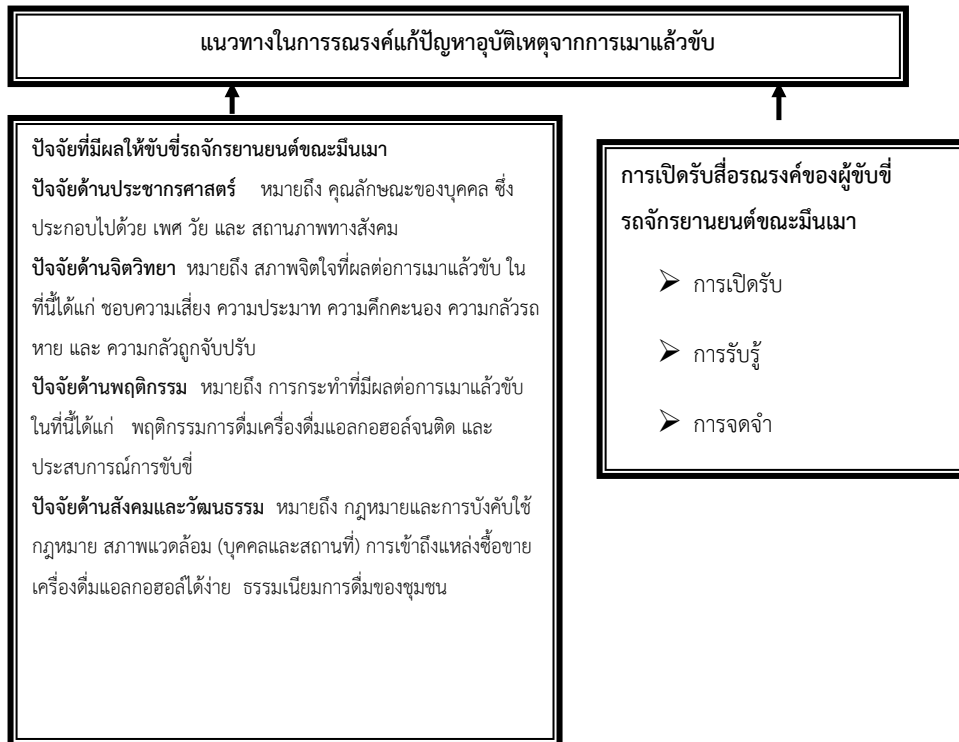 แนวทางในการรณรงค์แก้ปัญหาอุบัติเหตุจากการเมาแล้วขับ
ปัจจัยที่มีผลให้ขับขี่รถจักรยานยนต์ขณะมึนเมา
ปัจจัยด้านประชากรศาสตร์ หมายถึง คุณลักษณะของบุคคล ซึ่ง
ประกอบไปด้วย เพศ วัย และ สถานภาพทางสังคม
ปัจจัยด้านจิตวิทยา หมายถึง สภาพจิตใจที่ผลต่อการเมาแล้วขับ ใน
ที่นี้ได้แก่ ชอบความเสี่ยง ความประมาท ความคึกคะนอง ความกลัวรถ
หาย และ ความกลัวถูกจับปรับ
ปัจจัยด้านพฤติกรรม หมายถึง การกระทำที่มีผลต่อการเมาแล้วขับ
ในที่นี้ได้แก่ พฤติกรรมการดื่มเครื่องดื่มแอลกอฮอล์จนติด และ
ประสบการณ์การขับขี่
ปัจจัยด้านสังคมและวัฒนธรรม หมายถึง กฎหมายและการบังคับใช้
กฎหมาย สภาพแวดล้อม (บุคคลและสถานที่) การเข้าถึงแหล่งซื้อขาย
เครื่องดื่มแอลกอฮอล์ได้ง่าย ธรรมเนียมการดื่มของชุมชน
การเปิดรับสื่อรณรงค์ของผู้ขับขี่
รถจักรยานยนต์ขณะมึนเมา
➢ การเปิดรับ
➢ การรับรู้
➢ การจดจำ